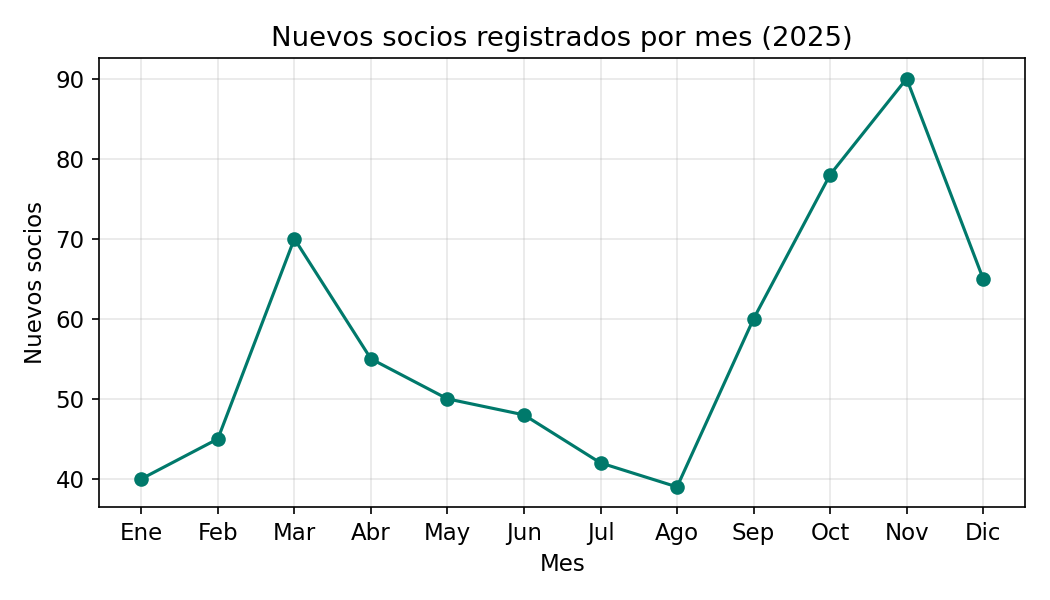 Nuevos socios registrados por mes (2025)
Nuevos socios
90
80
70
60
50
40
Ene Feb Mar Abr May Jun Jul Ago Sep Oct Nov Dic
Mes